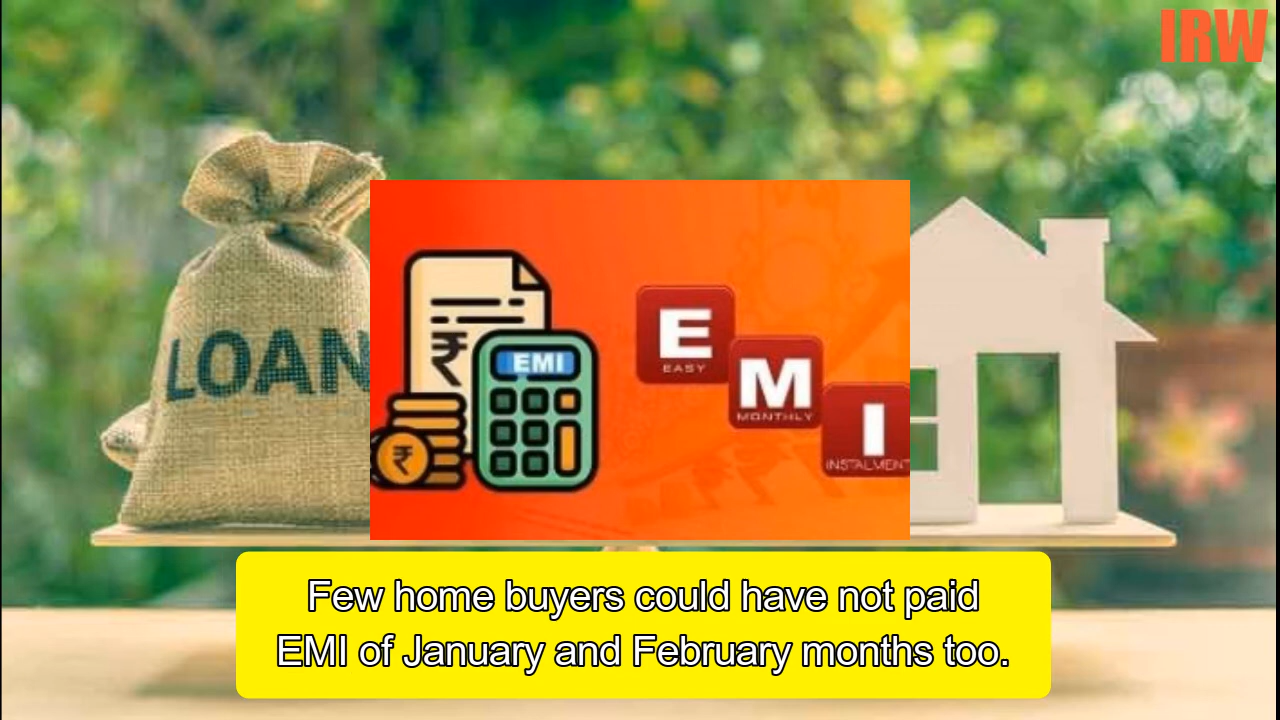 IRW
LOAN
₹
EMI
₹
E
EASY
M
MONTHLY
I
INSTALMENT
Few home buyers could have not paid
EMI of January and February months too.